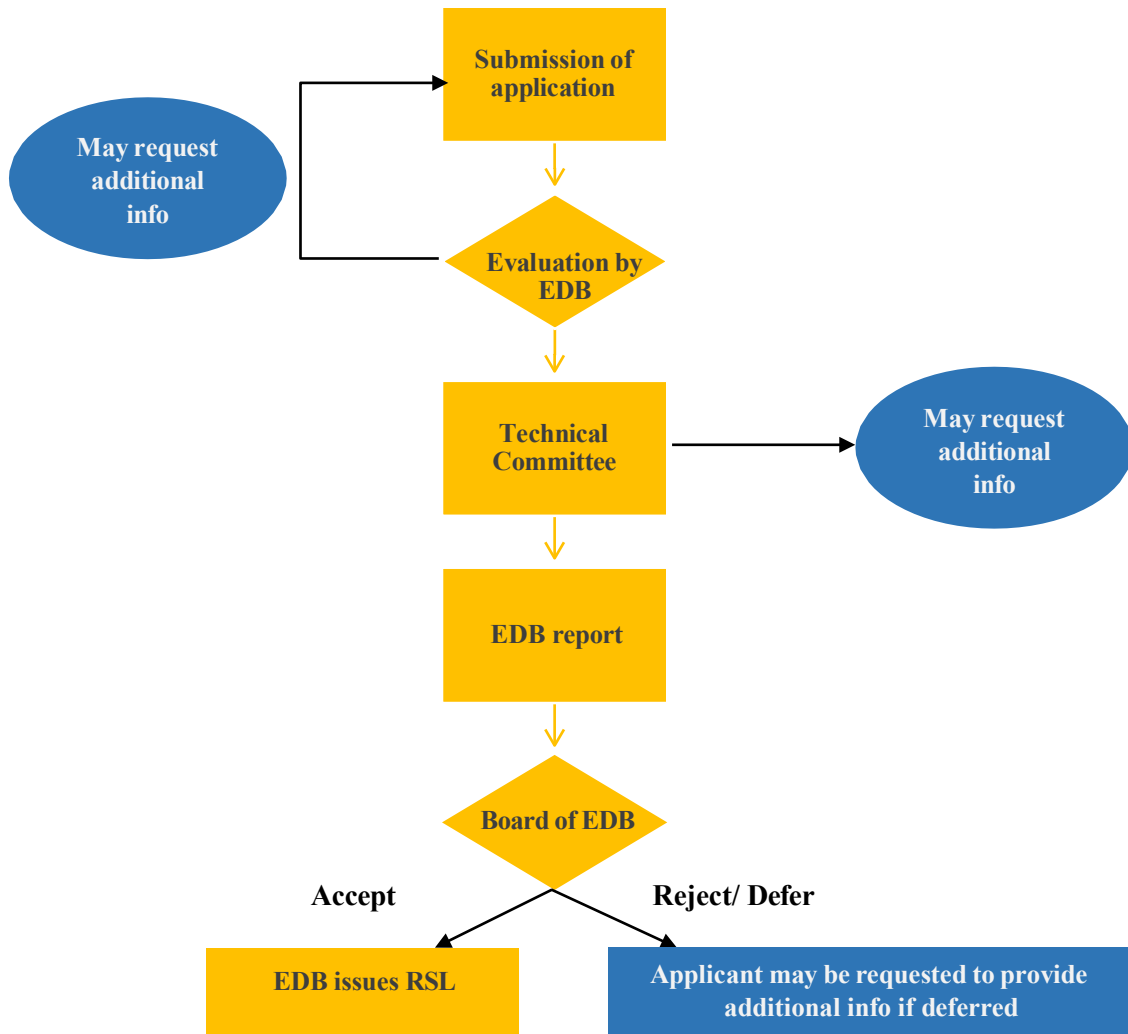 Submission of
application
May request
additional
info
Evaluation by
EDB
Technical
Committee
May request
additional
info
EDB report
Board of EDB
Accept
Reject/ Defer
EDB issues RSL
Applicant may be requested to provide
additional info if deferred